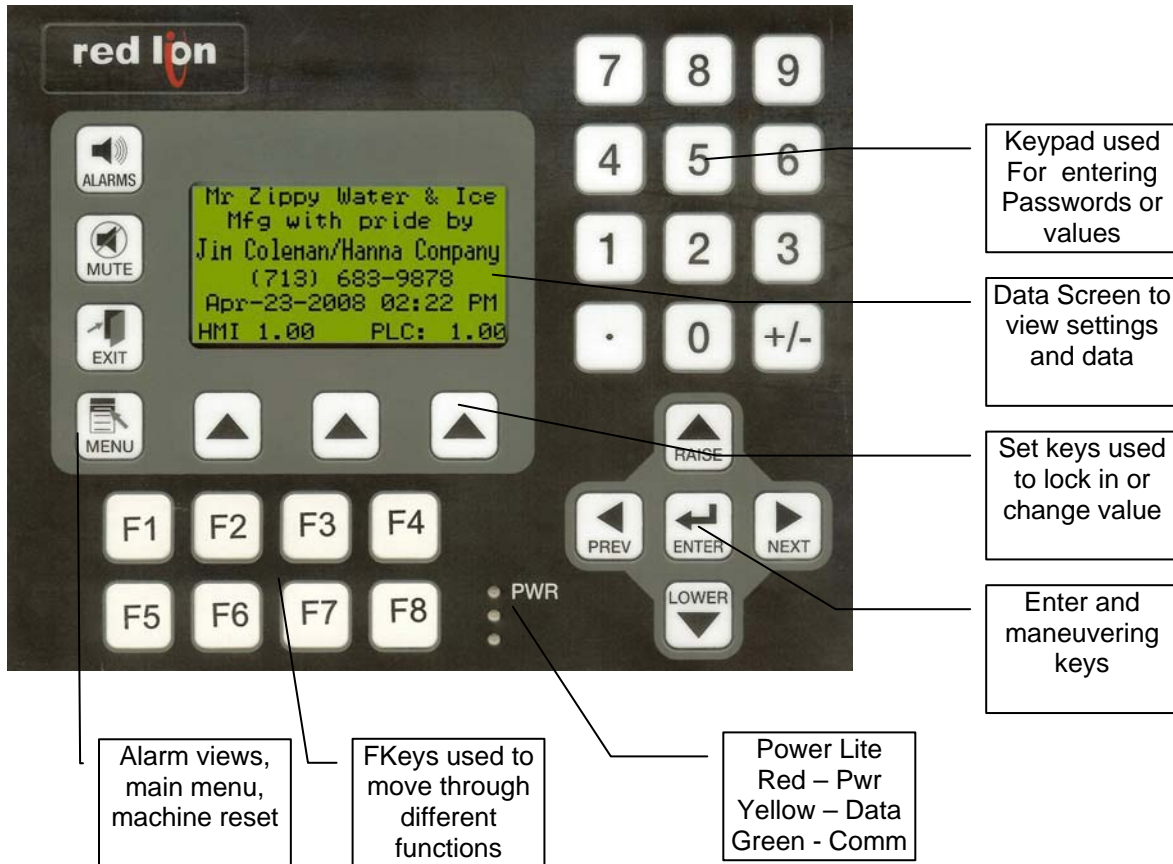 red lion
ALARMS
MUTE
EXIT
MENU
Mr Zippy Water & Ice
Mfg with pride by
Jim Coleman/Hanna Company
(713) 683-9878
Apr-23-2008 02:22 PM
HMI 1.00 PLC: 1.00
7 8 9
4 5 6
1 2 3
. 0 +/-
RAISE
PREV
ENTER
NEXT
LOWER
F1 F2 F3 F4
F5 F6 F7 F8
PWR
Keypad used
For entering
Passwords or
values
Data Screen to
view settings
and data
Set keys used
to lock in or
change value
Enter and
maneuvering
keys
Alarm views,
main menu,
machine reset
FKeys used to
move through
different
functions
Power Lite
Red – Pwr
Yellow – Data
Green - Comm